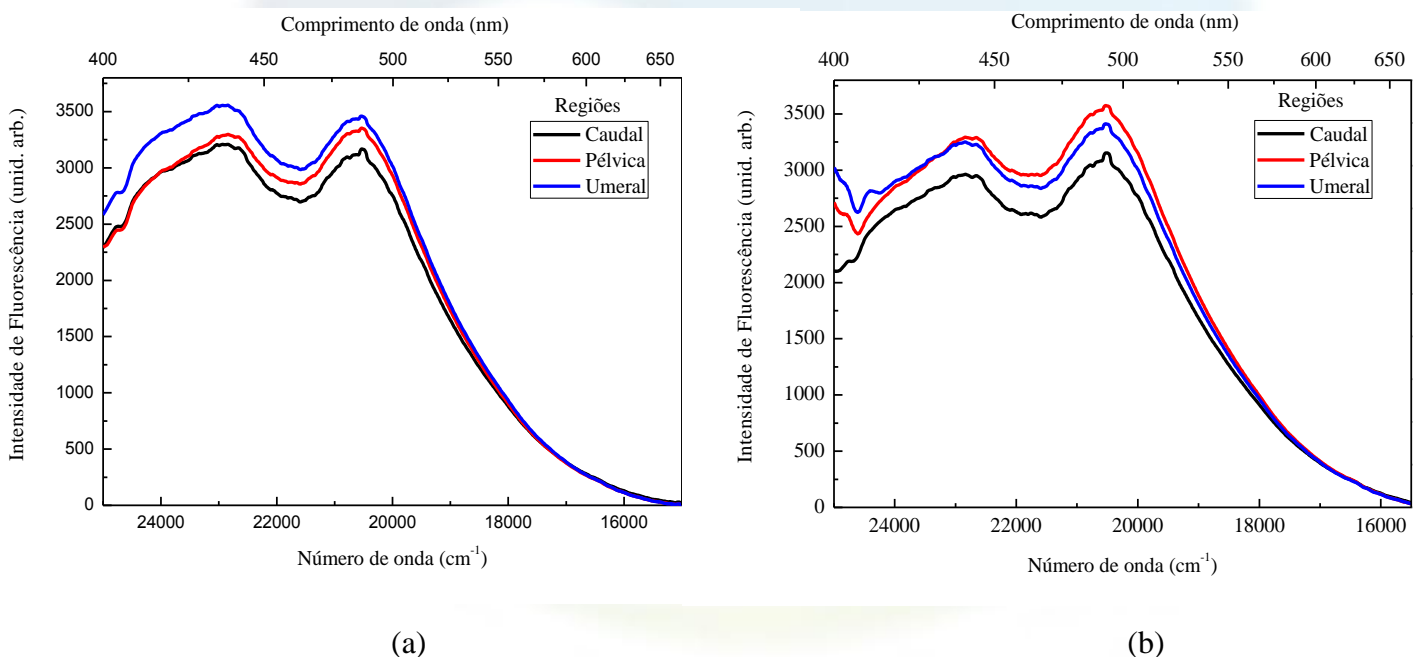 Comprimento de onda (nm)
400 450 500 550 600 650
Intensidade de Fluorescência (unid. arb.)
3500
3000
2500
2000
1500
1000
500
0
Regiões
Caudal
Pélvica
Umeral
24000 22000 20000 18000 16000
Número de onda (cm-1)
(a)
Comprimento de onda (nm)
400 450 500 550 600 650
Intensidade de Fluorescência (unid. arb.)
3500
3000
2500
2000
1500
1000
500
0
Regiões
Caudal
Pélvica
Umeral
24000 22000 20000 18000 16000
Número de onda (cm-1)
(b)